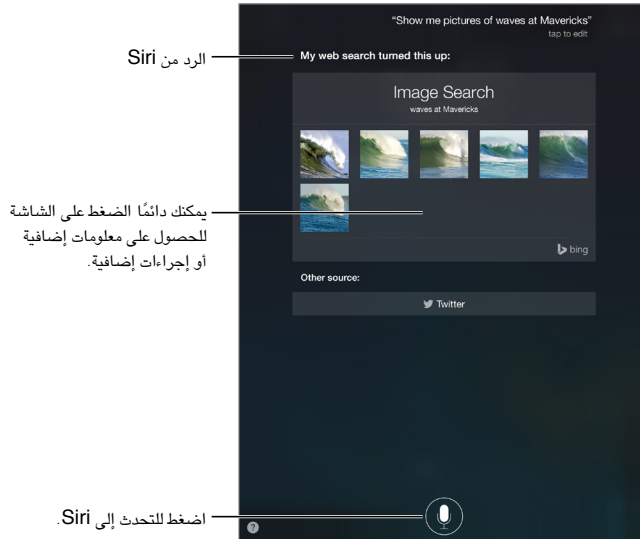 “Show me pictures of waves at Mavericks”
tap to edit
الرد من Siri
My web search turned this up:
Image Search
waves at Mavericks
يمكنك دائمًا الضغط على الشاشة
للحصول على معلومات إضافية
أو إجراءات إضافية.
bing
Other source:
Twitter
اضغط للتحدث إلى Siri.
?